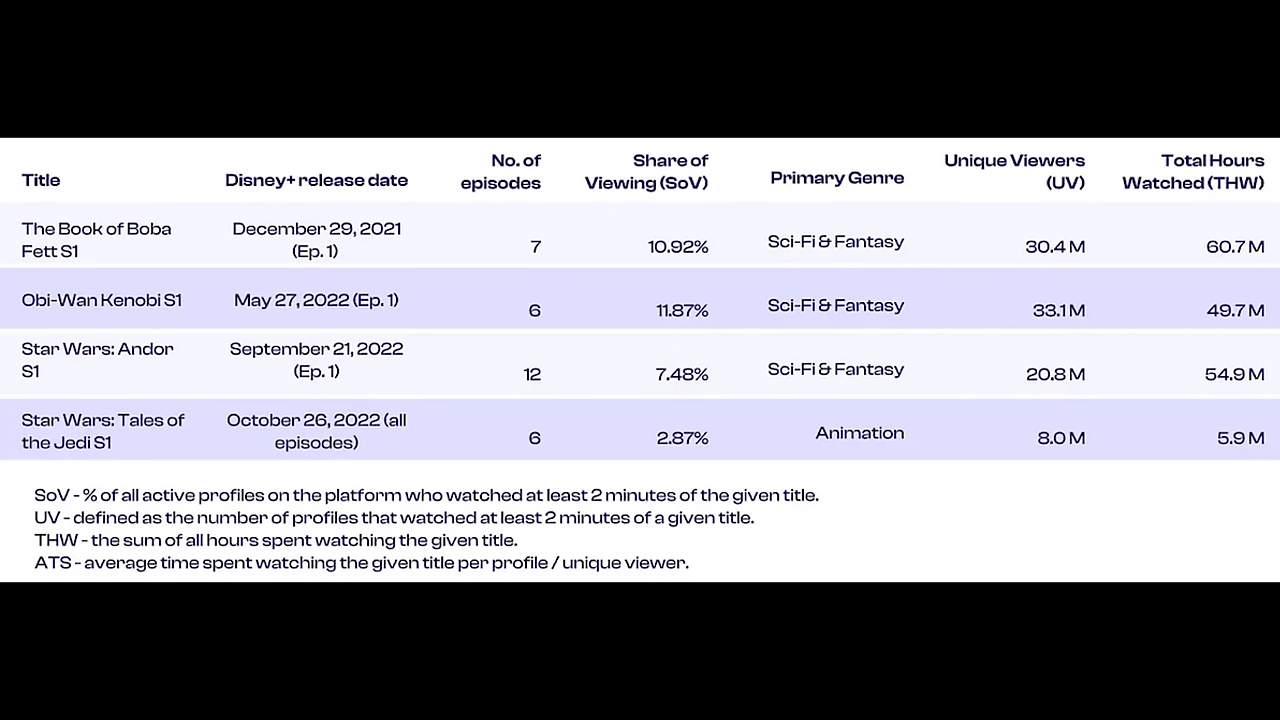 Title Disney+ release date No. of episodes Share of Viewing (SoV) Primary Genre Unique Viewers (UV) Total Hours Watched (THW)
The Book of Boba Fett S1 December 29, 2021 (Ep. 1) 7 10.92% Sci-Fi & Fantasy 30.4 M 60.7 M
Obi-Wan Kenobi S1 May 27, 2022 (Ep. 1) 6 11.87% Sci-Fi & Fantasy 33.1 M 49.7 M
Star Wars: Andor S1 September 21, 2022 (Ep. 1) 12 7.48% Sci-Fi & Fantasy 20.8 M 54.9 M
Star Wars: Tales of the Jedi S1 October 26, 2022 (all episodes) 6 2.87% Animation 8.0 M 5.9 M
SoV - % of all active profiles on the platform who watched at least 2 minutes of the given title.
UV - defined as the number of profiles that watched at least 2 minutes of a given title.
THW - the sum of all hours spent watching the given title.
ATS - average time spent watching the given title per profile / unique viewer.